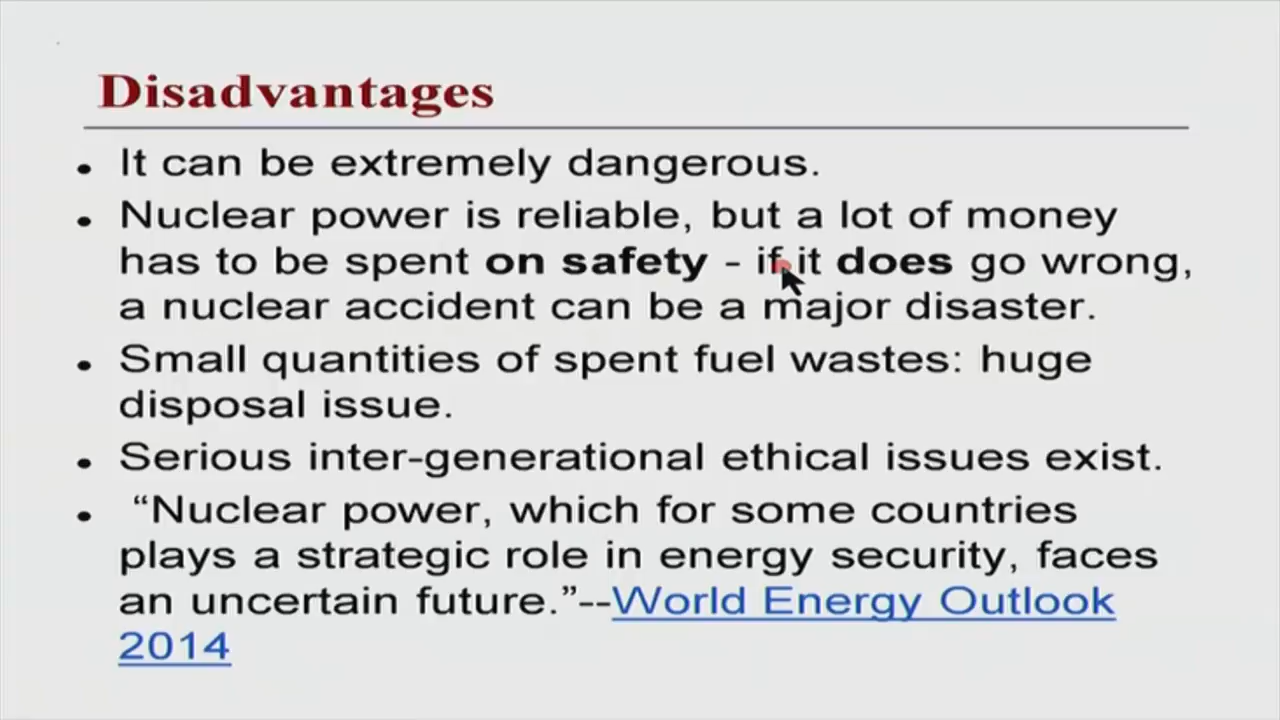 Disadvantages
• It can be extremely dangerous.
• Nuclear power is reliable, but a lot of money
has to be spent on safety - if it does go wrong,
a nuclear accident can be a major disaster.
• Small quantities of spent fuel wastes: huge
disposal issue.
• Serious inter-generational ethical issues exist.
• “Nuclear power, which for some countries
plays a strategic role in energy security, faces
an uncertain future.”--World Energy Outlook
2014